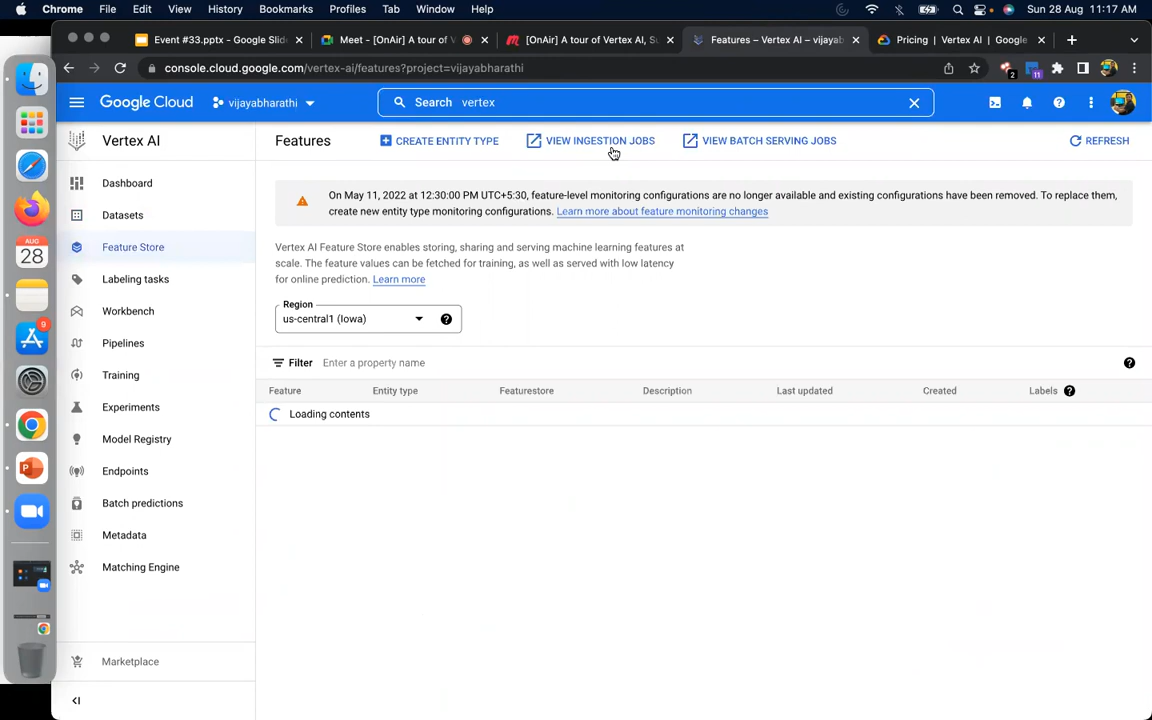 Chrome File Edit View History Bookmarks Profiles Tab Window Help Sun 28 Aug 11:17 AM
Event #33.pptx - Google Slide Meet - [OnAir] A tour of V [OnAir] A tour of Vertex AI, Su Features – Vertex AI – vijayab Pricing | Vertex AI | Google
console.cloud.google.com/vertex-ai/features?project=vijayabharathi 2 11
Google Cloud vijayabharathi Search vertex
Vertex AI Features CREATE ENTITY TYPE VIEW INGESTION JOBS VIEW BATCH SERVING JOBS REFRESH
Dashboard
Datasets
Feature Store
Labeling tasks
Workbench
Pipelines
Training
Experiments
Model Registry
Endpoints
Batch predictions
Metadata
Matching Engine
Marketplace
On May 11, 2022 at 12:30:00 PM UTC+5:30, feature-level monitoring configurations are no longer available and existing configurations have been removed. To replace them,
create new entity type monitoring configurations. Learn more about feature monitoring changes
Vertex AI Feature Store enables storing, sharing and serving machine learning features at
scale. The feature values can be fetched for training, as well as served with low latency
for online prediction. Learn more
Region
us-central1 (Iowa)
Filter Enter a property name
Feature Entity type Featurestore Description Last updated Created Labels
Loading contents
AUG
28
9